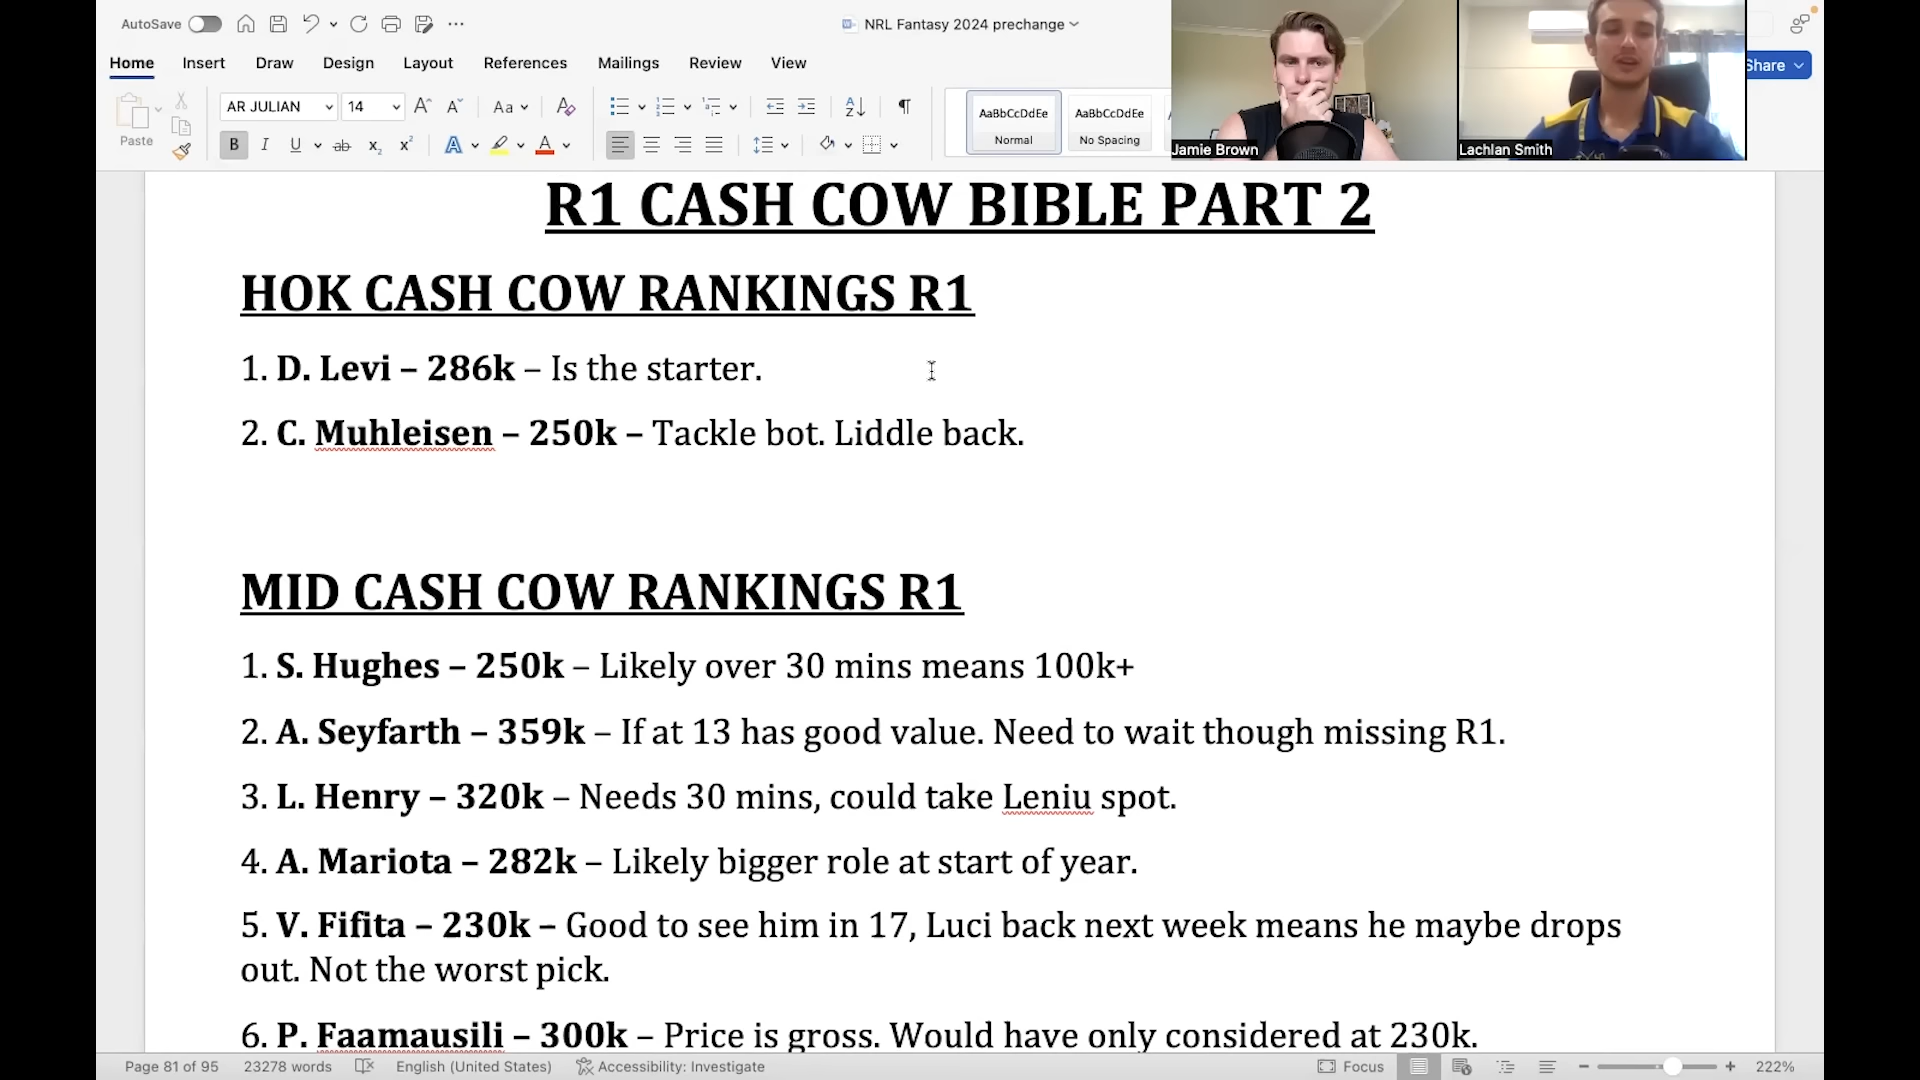 AutoSave
NRL Fantasy 2024 prechange
Home Insert Draw Design Layout References Mailings Review View
Share
Paste
AR JULIAN 14
Aa
AaBbCcDdEe
Normal
AaBbCcDdEe
No Spacing
Jamie Brown
Lachlan Smith
R1 CASH COW BIBLE PART 2
HOK CASH COW RANKINGS R1
1. D. Levi – 286k – Is the starter.
2. C. Muhleisen – 250k – Tackle bot. Liddle back.
MID CASH COW RANKINGS R1
1. S. Hughes – 250k – Likely over 30 mins means 100k+
2. A. Seyfarth – 359k – If at 13 has good value. Need to wait though missing R1.
3. L. Henry – 320k – Needs 30 mins, could take Leniu spot.
4. A. Mariota – 282k – Likely bigger role at start of year.
5. V. Fifita – 230k – Good to see him in 17, Luci back next week means he maybe drops
out. Not the worst pick.
6. P. Faamausili – 300k – Price is gross. Would have only considered at 230k.
Page 81 of 95 23278 words English (United States) Accessibility: Investigate Focus 222%